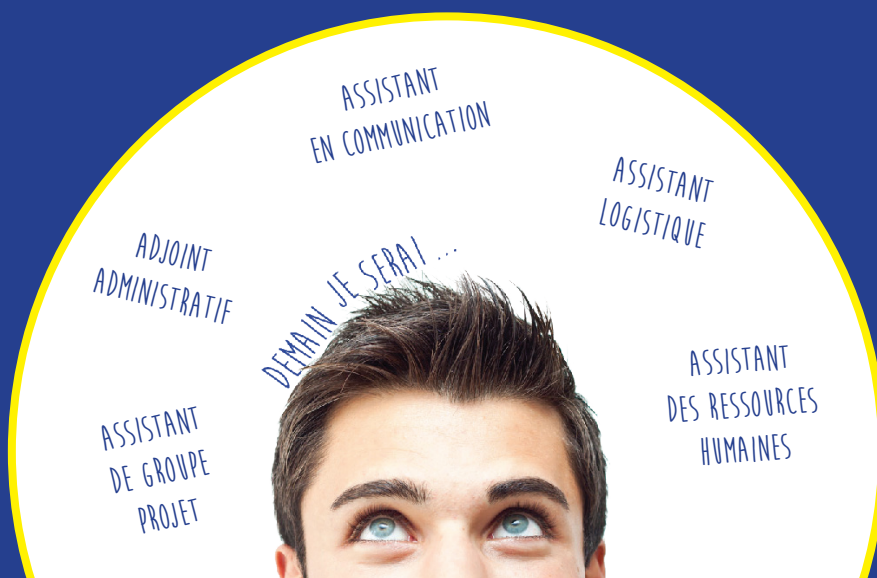 ASSISTANT
EN COMMUNICATION
ASSISTANT
LOGISTIQUE
ADJOINT
ADMINISTRATIF
DEMAIN JE SERAI ...
ASSISTANT
DES RESSOURCES
HUMAINES
ASSISTANT
DE GROUPE
PROJET